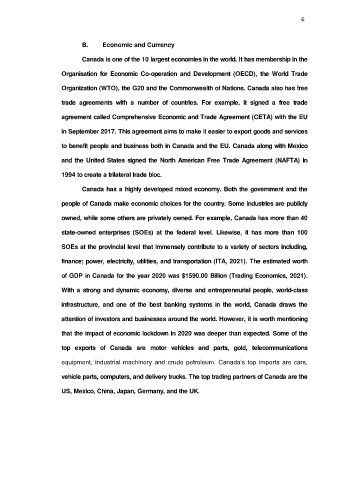 6
B. Economic and Currency
Canada is one of the 10 largest economies in the world. It has membership in the
Organisation for Economic Co-operation and Development (OECD), the World Trade
Organization (WTO), the G20 and the Commonwealth of Nations. Canada also has free
trade agreements with a number of countries. For example, it signed a free trade
agreement called Comprehensive Economic and Trade Agreement (CETA) with the EU
in September 2017. This agreement aims to make it easier to export goods and services
to benefit people and business both in Canada and the EU. Canada along with Mexico
and the United States signed the North American Free Trade Agreement (NAFTA) in
1994 to create a trilateral trade bloc.
Canada has a highly developed mixed economy. Both the government and the
people of Canada make economic choices for the country. Some industries are publicly
owned, while some others are privately owned. For example, Canada has more than 40
state-owned enterprises (SOEs) at the federal level. Likewise, it has more than 100
SOEs at the provincial level that immensely contribute to a variety of sectors including,
finance; power, electricity, utilities, and transportation (ITA, 2021). The estimated worth
of GDP in Canada for the year 2020 was $1590.00 Billion (Trading Economics, 2021).
With a strong and dynamic economy, diverse and entrepreneurial people, world-class
infrastructure, and one of the best banking systems in the world, Canada draws the
attention of investors and businesses around the world. However, it is worth mentioning
that the impact of economic lockdown in 2020 was deeper than expected. Some of the
top exports of Canada are motor vehicles and parts, gold, telecommunications
equipment, industrial machinery and crude petroleum. Canada's top imports are cars,
vehicle parts, computers, and delivery trucks. The top trading partners of Canada are the
US, Mexico, China, Japan, Germany, and the UK.